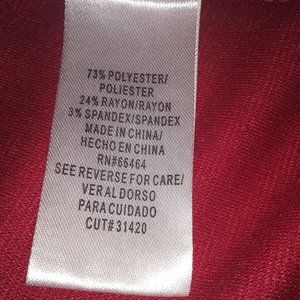 73% POLYESTER/
POLIESTER
24% RAYON/RAYON
3% SPANDEX/SPANDEX
MADE IN CHINA/
HECHO EN CHINA
RN#66464
SEE REVERSE FOR CARE/
VER AL DORSO
PARA CUIDADO
CUT#31420